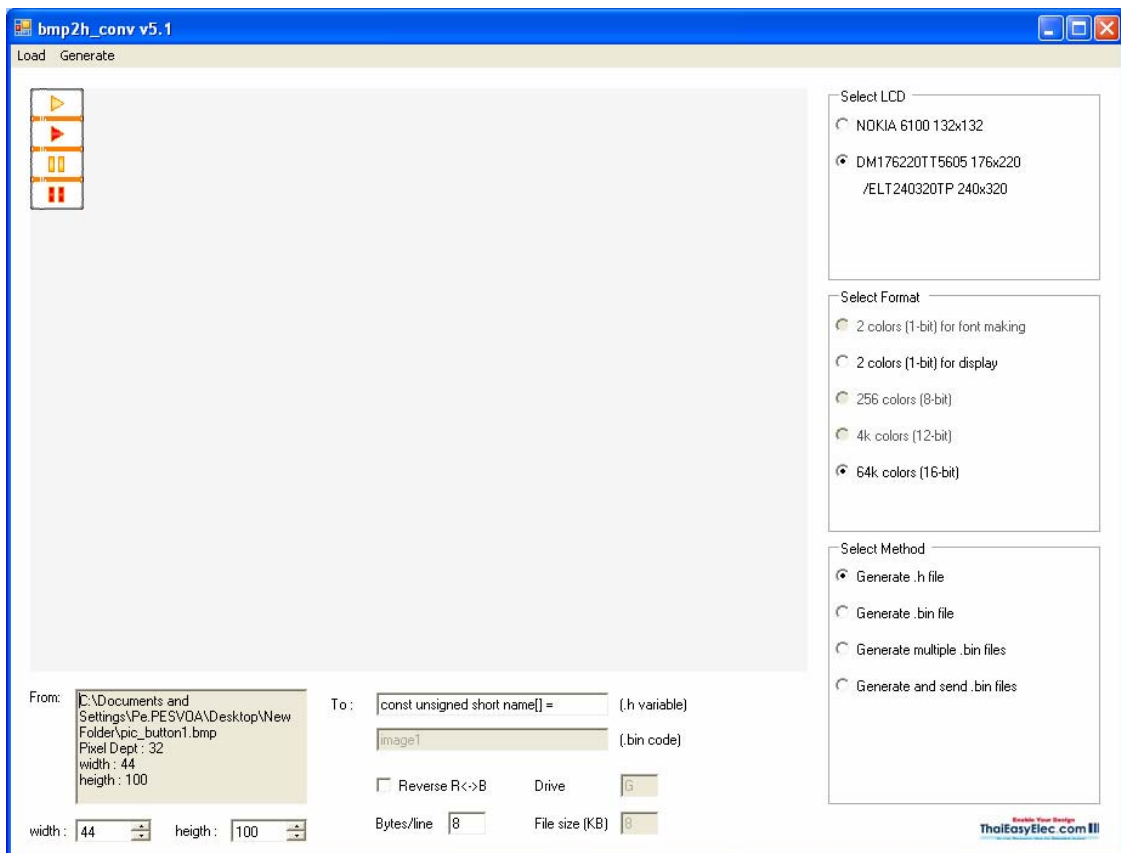 bmp2h_conv v5.1
Load Generate
Select LCD
NOKIA 6100 132x132
DM176220TT5605 176x220
/ELT240320TP 240x320
Select Format
2 colors (1-bit) for font making
2 colors (1-bit) for display
256 colors (8-bit)
4k colors (12-bit)
64k colors (16-bit)
Select Method
Generate .h file
Generate .bin file
Generate multiple .bin files
Generate and send .bin files
From:
C:\Documents and
Settings\Pe.PESVOA\Desktop\New
Folder\pic_button1.bmp
Pixel Dept : 32
width : 44
heigth : 100
width : 44 heigth : 100
To : const unsigned short name[] = (.h variable)
image1 (.bin code)
Reverse R<->B Drive G
Bytes/line 8 File size (KB) 8
Enable Your Design
ThaiEasyElec.com